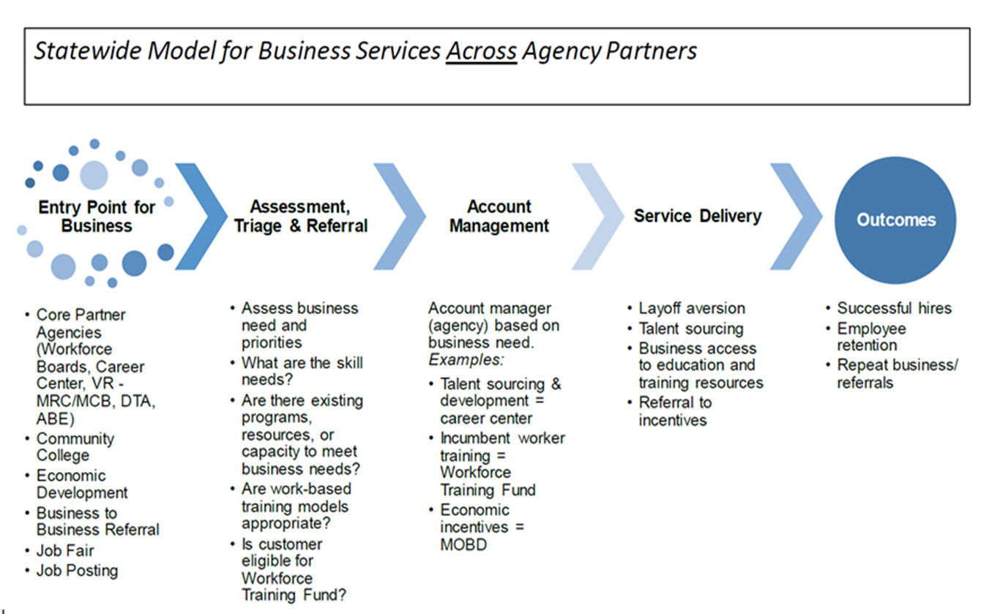 Statewide Model for Business Services Across Agency Partners
Entry Point for
Business
• Core Partner
Agencies
(Workforce
Boards, Career
Center, VR -
MRC/MCB, DTA,
ABE)
• Community
College
• Economic
Development
• Business to
Business Referral
• Job Fair
• Job Posting
Assessment,
Triage & Referral
• Assess business
need and
priorities
• What are the skill
needs?
• Are there existing
programs,
resources, or
capacity to meet
business needs?
• Are work-based
training models
appropriate?
• Is customer
eligible for
Workforce
Training Fund?
Account
Management
Account manager
(agency) based on
business need.
Examples:
• Talent sourcing &
development =
career center
• Incumbent worker
training =
Workforce
Training Fund
• Economic
incentives =
MOBD
Service Delivery
• Layoff aversion
• Talent sourcing
• Business access
to education and
training resources
• Referral to
incentives
Outcomes
• Successful hires
• Employee
retention
• Repeat business/
referrals